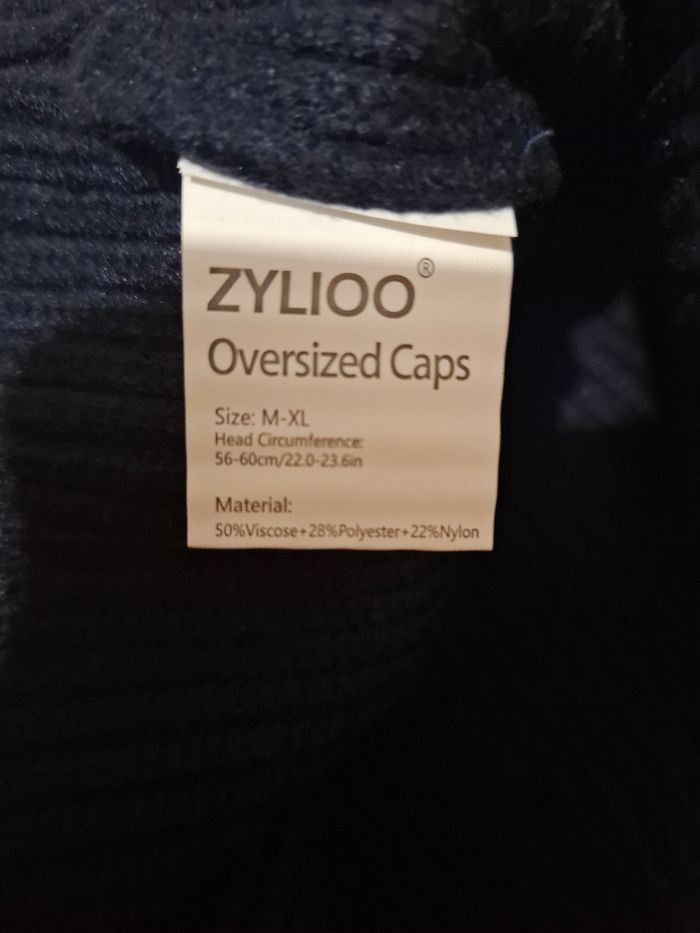 ZYLIOO®
Oversized Caps
Size: M-XL
Head Circumference:
56-60cm/22.0-23.6in
Material:
50%Viscose+28%Polyester+22%Nylon